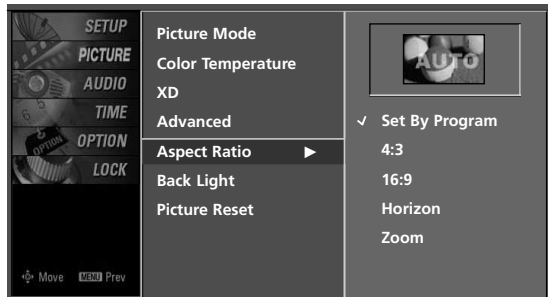 SETUP
PICTURE
AUDIO
TIME
OPTION
LOCK
Move MENU Prev
Picture Mode
Color Temperature
XD
Advanced
Aspect Ratio
Back Light
Picture Reset
AUTO
Set By Program
4:3
16:9
Horizon
Zoom